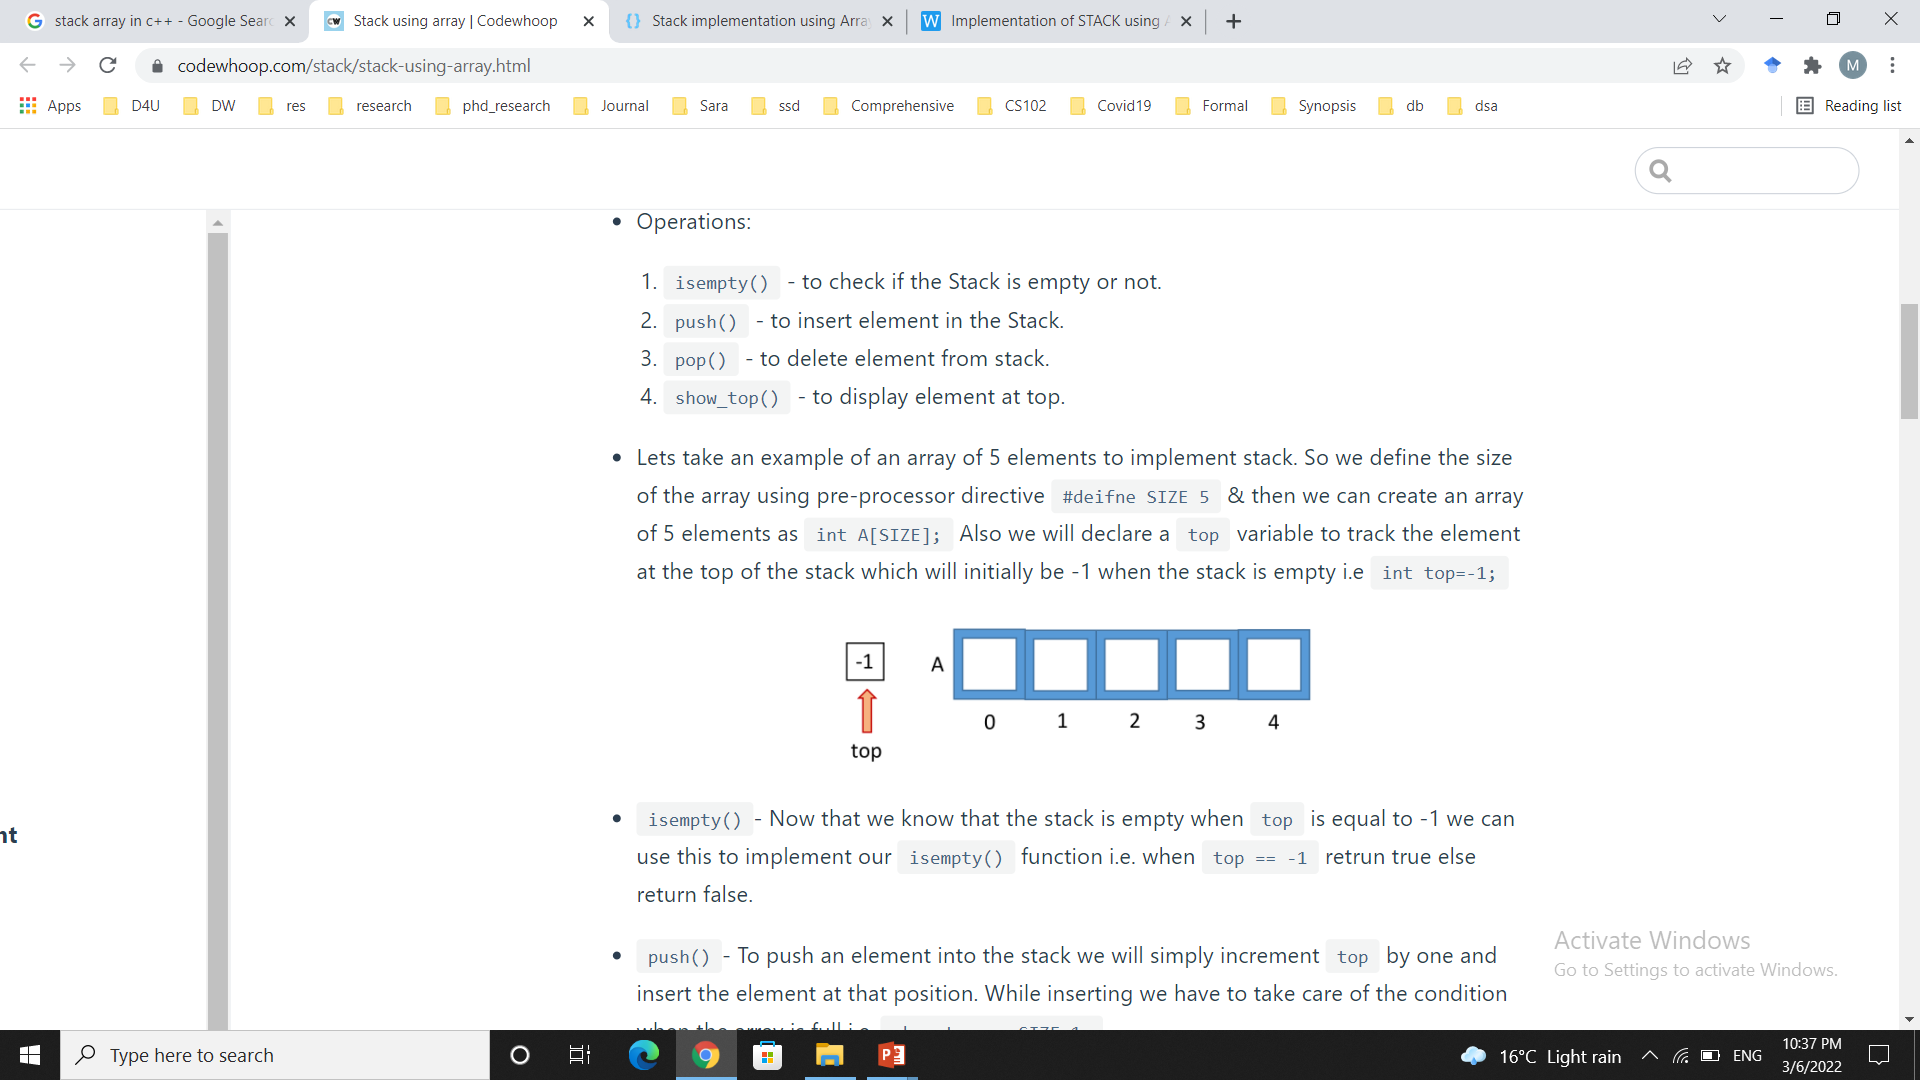 stack array in c++ - Google Sear
Stack using array | Codewhoop
Stack implementation using Arra
Implementation of STACK using
codewhoop.com/stack/stack-using-array.html
M
Apps D4U DW res research phd_research Journal Sara ssd Comprehensive CS102 Covid19 Formal Synopsis db dsa Reading list
• Operations:
1. isempty() - to check if the Stack is empty or not.
2. push() - to insert element in the Stack.
3. pop() - to delete element from stack.
4. show_top() - to display element at top.
• Lets take an example of an array of 5 elements to implement stack. So we define the size
of the array using pre-processor directive #deifne SIZE 5 & then we can create an array
of 5 elements as int A[SIZE]; Also we will declare a top variable to track the element
at the top of the stack which will initially be -1 when the stack is empty i.e int top=-1;
-1 A
0 1 2 3 4
top
• isempty() - Now that we know that the stack is empty when top is equal to -1 we can
nt
use this to implement our isempty() function i.e. when top == -1 retrun true else
return false.
• push() - To push an element into the stack we will simply increment top by one and
insert the element at that position. While inserting we have to take care of the condition
when the array is full i.e.
Activate Windows
Go to Settings to activate Windows.
Type here to search
16°C Light rain
ENG
10:37 PM
3/6/2022